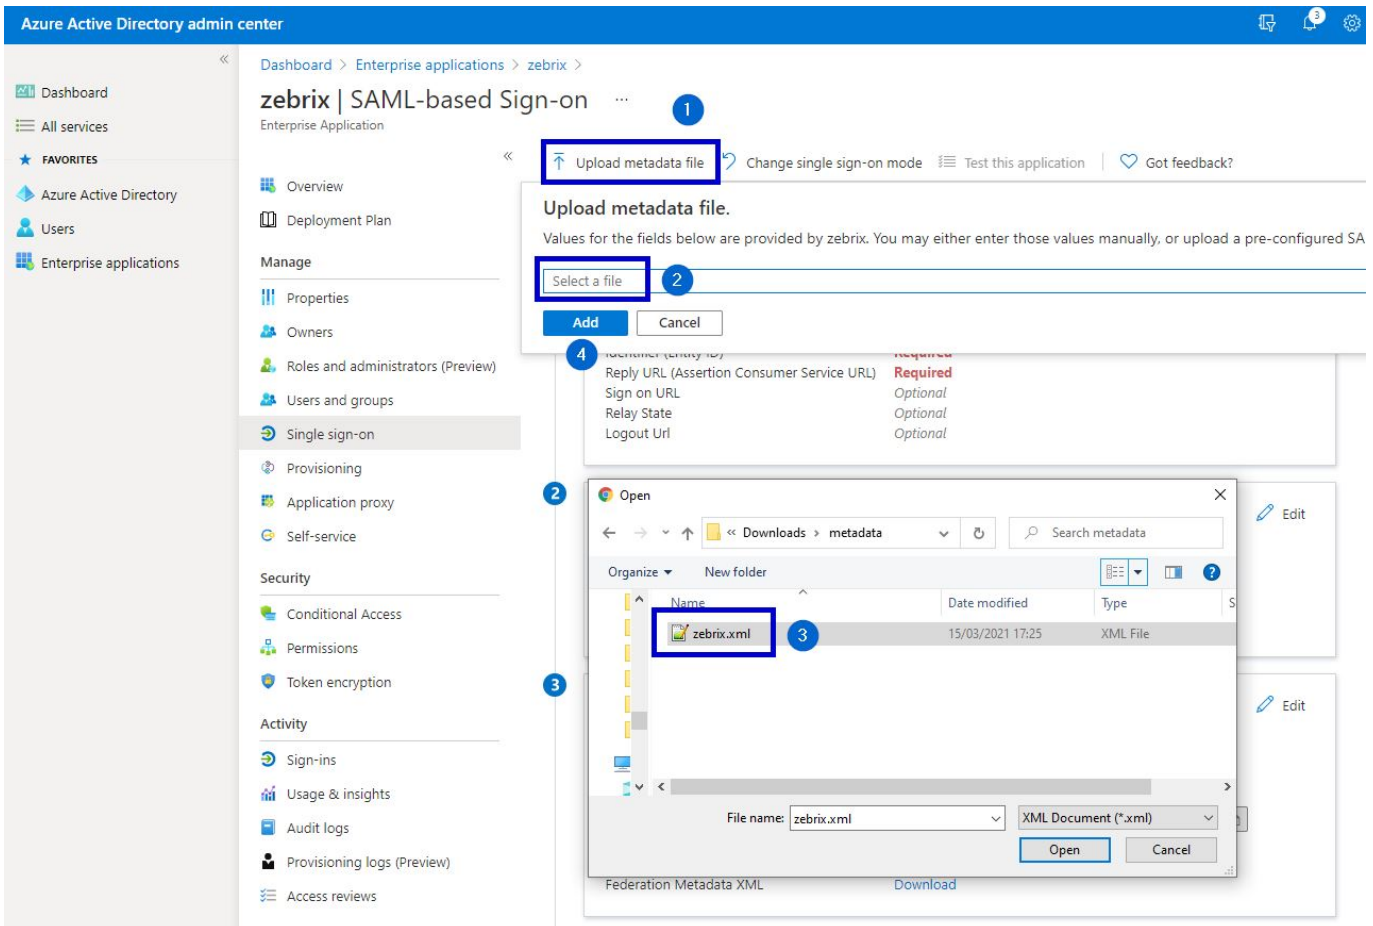 Azure Active Directory admin center
3
«
Dashboard
All services
FAVORITES
Azure Active Directory
Users
Enterprise applications
Dashboard > Enterprise applications > zebrix >
zebrix | SAML-based Sign-on ...
Enterprise Application
«
Overview
Deployment Plan
Manage
Properties
Owners
Roles and administrators (Preview)
Users and groups
Single sign-on
Provisioning
Application proxy
Self-service
Security
Conditional Access
Permissions
Token encryption
Activity
Sign-ins
Usage & insights
Audit logs
Provisioning logs (Preview)
Access reviews
1
Upload metadata file Change single sign-on mode Test this application Got feedback?
Upload metadata file.
Values for the fields below are provided by zebrix. You may either enter those values manually, or upload a pre-configured SA
Select a file 2
Add Cancel
4
Identifier (Entity ID) Required
Reply URL (Assertion Consumer Service URL) Required
Sign on URL Optional
Relay State Optional
Logout Url Optional
2
Edit
Open
« Downloads > metadata Search metadata
Organize New folder
Name Date modified Type S
zebrix.xml 3 15/03/2021 17:25 XML File
3
Edit
File name: zebrix.xml XML Document (*.xml)
Open Cancel
Federation Metadata XML Download